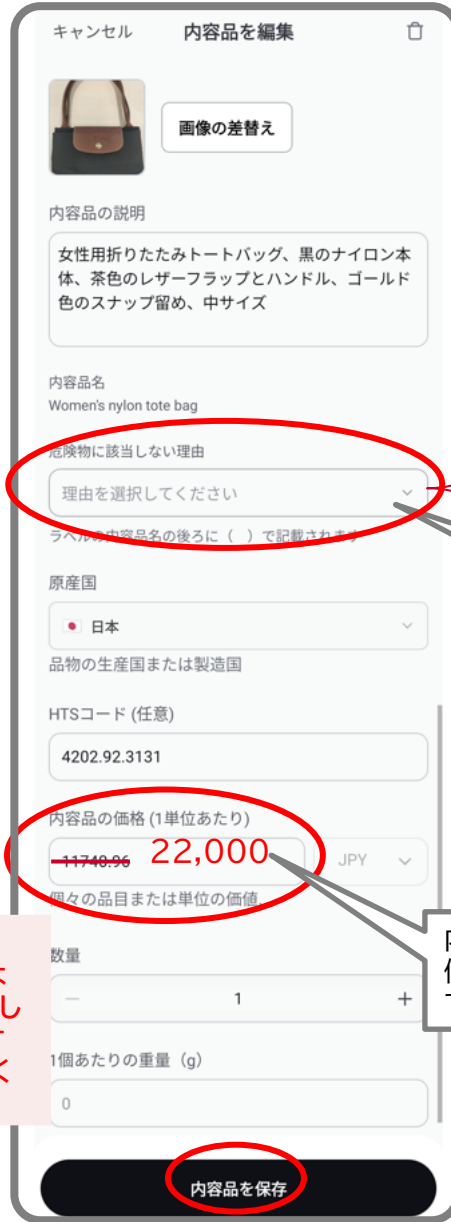 キャンセル 内容品を編集
画像の差替え
内容品の説明
女性用折りたたみトートバッグ、黒のナイロン本
体、茶色のレザーフラップとハンドル、ゴールド
色のスナップ留め、中サイズ
内容品名
Women's nylon tote bag
危険物に該当しない理由
理由を選択してください
ラベルの内容品名の後ろに（　）で記載されます
原産国
日本
品物の生産国または製造国
HTSコード (任意)
4202.92.3131
内容品の価格 (1単位あたり)
11748.96 22,000 JPY
個々の品目または単位の価値。
数量
1
1個あたりの重量（g）
0
内容品を保存